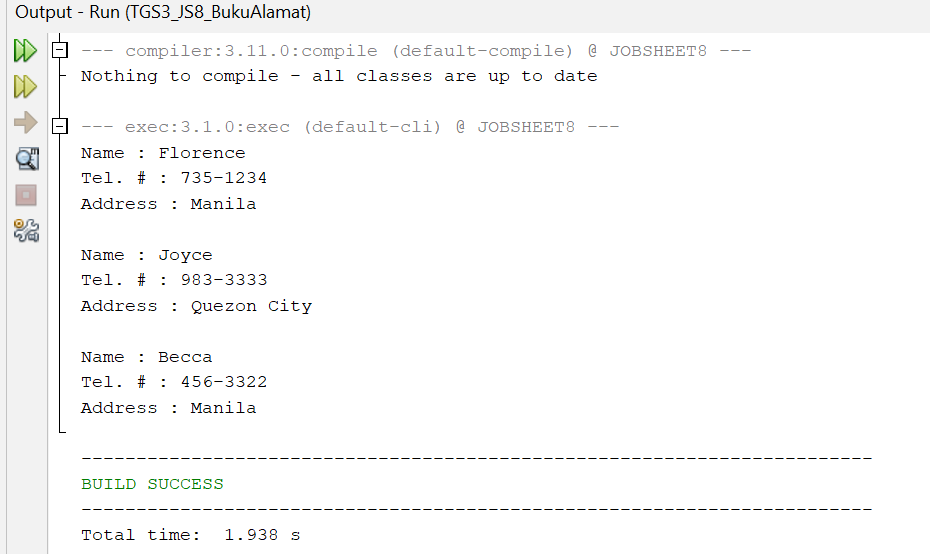 Output - Run (TGS3_JS8_BukuAlamat)
--- compiler:3.11.0:compile (default-compile) @ JOBSHEET8 ---
Nothing to compile - all classes are up to date
--- exec:3.1.0:exec (default-cli) @ JOBSHEET8 ---
Name : Florence
Tel. # : 735-1234
Address : Manila
Name : Joyce
Tel. # : 983-3333
Address : Quezon City
Name : Becca
Tel. # : 456-3322
Address : Manila
------------------------------------------------------------------------
BUILD SUCCESS
------------------------------------------------------------------------
Total time:  1.938 s